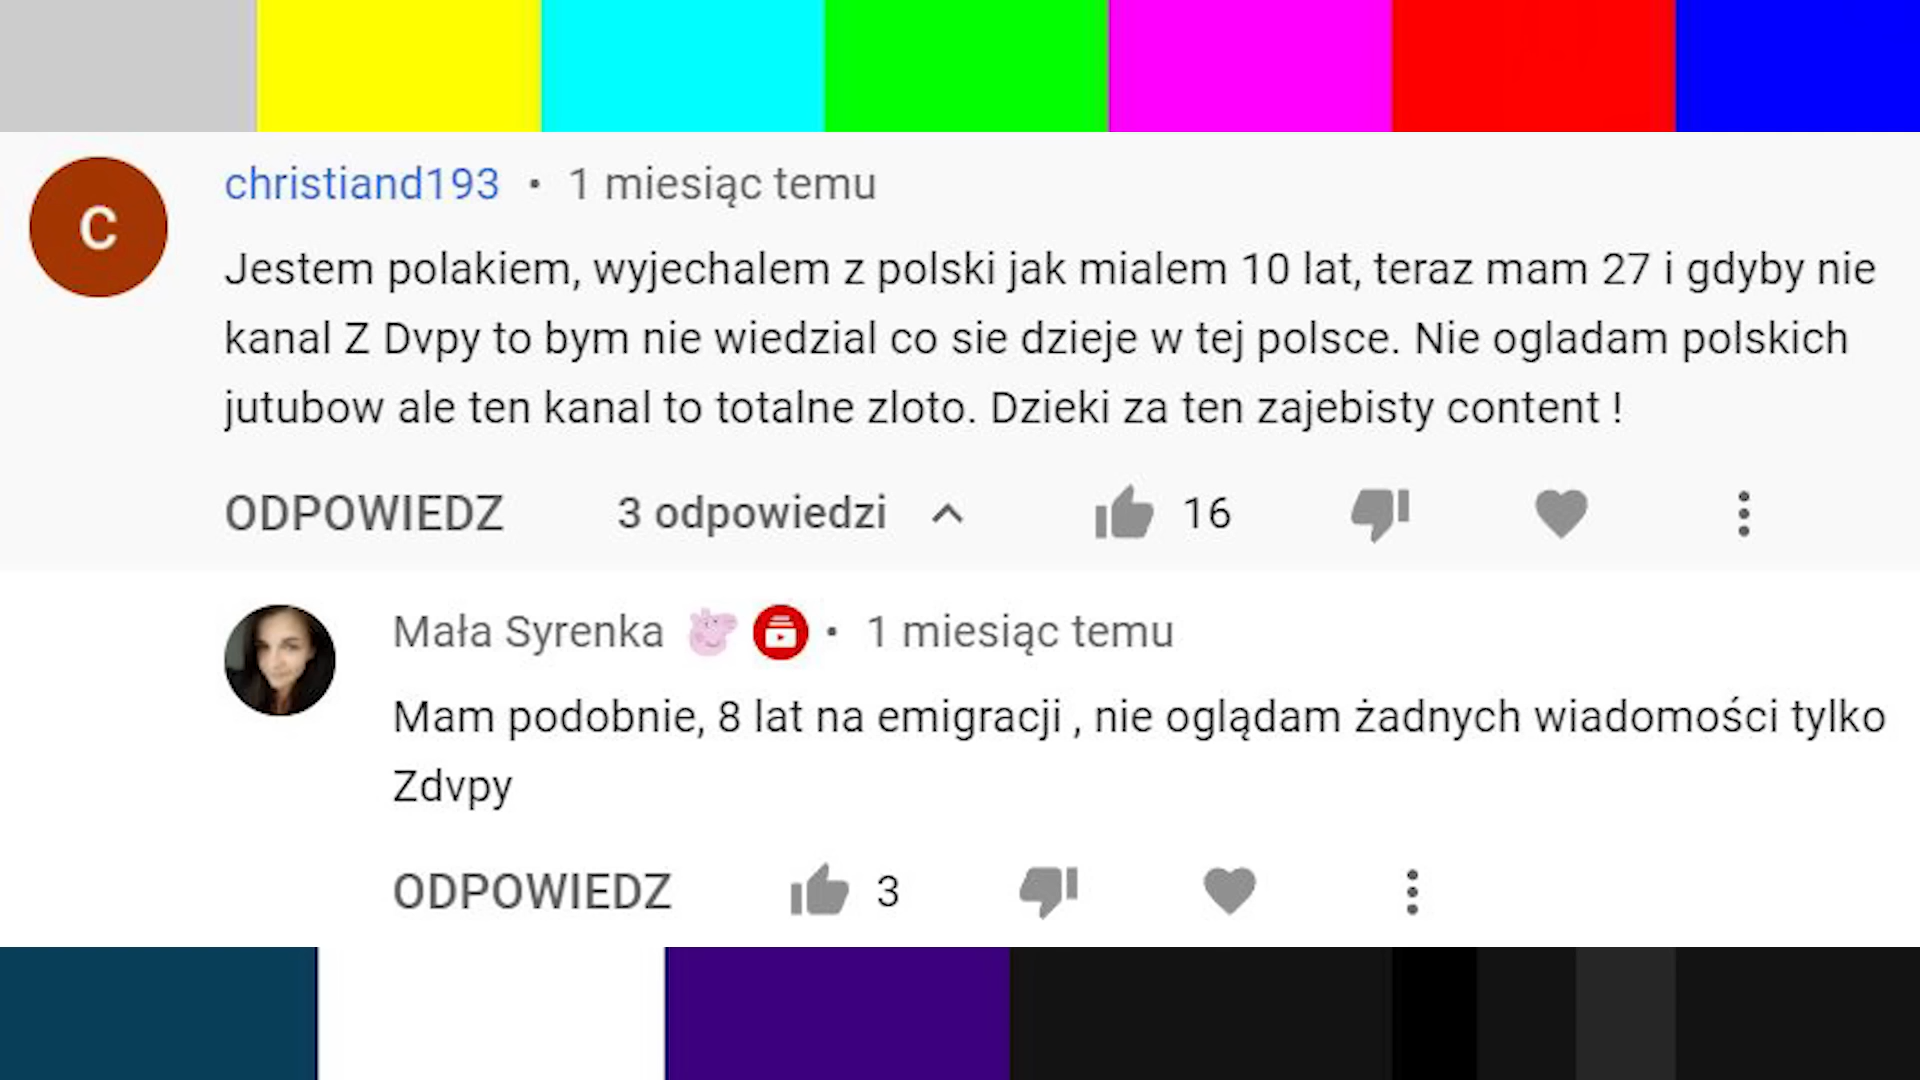 C
christiand193 • 1 miesiąc temu
Jestem polakiem, wyjechalem z polski jak mialem 10 lat, teraz mam 27 i gdyby nie
kanal Z Dvpy to bym nie wiedzial co sie dzieje w tej polsce. Nie ogladam polskich
jutubow ale ten kanal to totalne zloto. Dzieki za ten zajebisty content !
ODPOWIEDZ 3 odpowiedzi 16
Mała Syrenka • 1 miesiąc temu
Mam podobnie, 8 lat na emigracji , nie oglądam żadnych wiadomości tylko
Zdvpy
ODPOWIEDZ 3